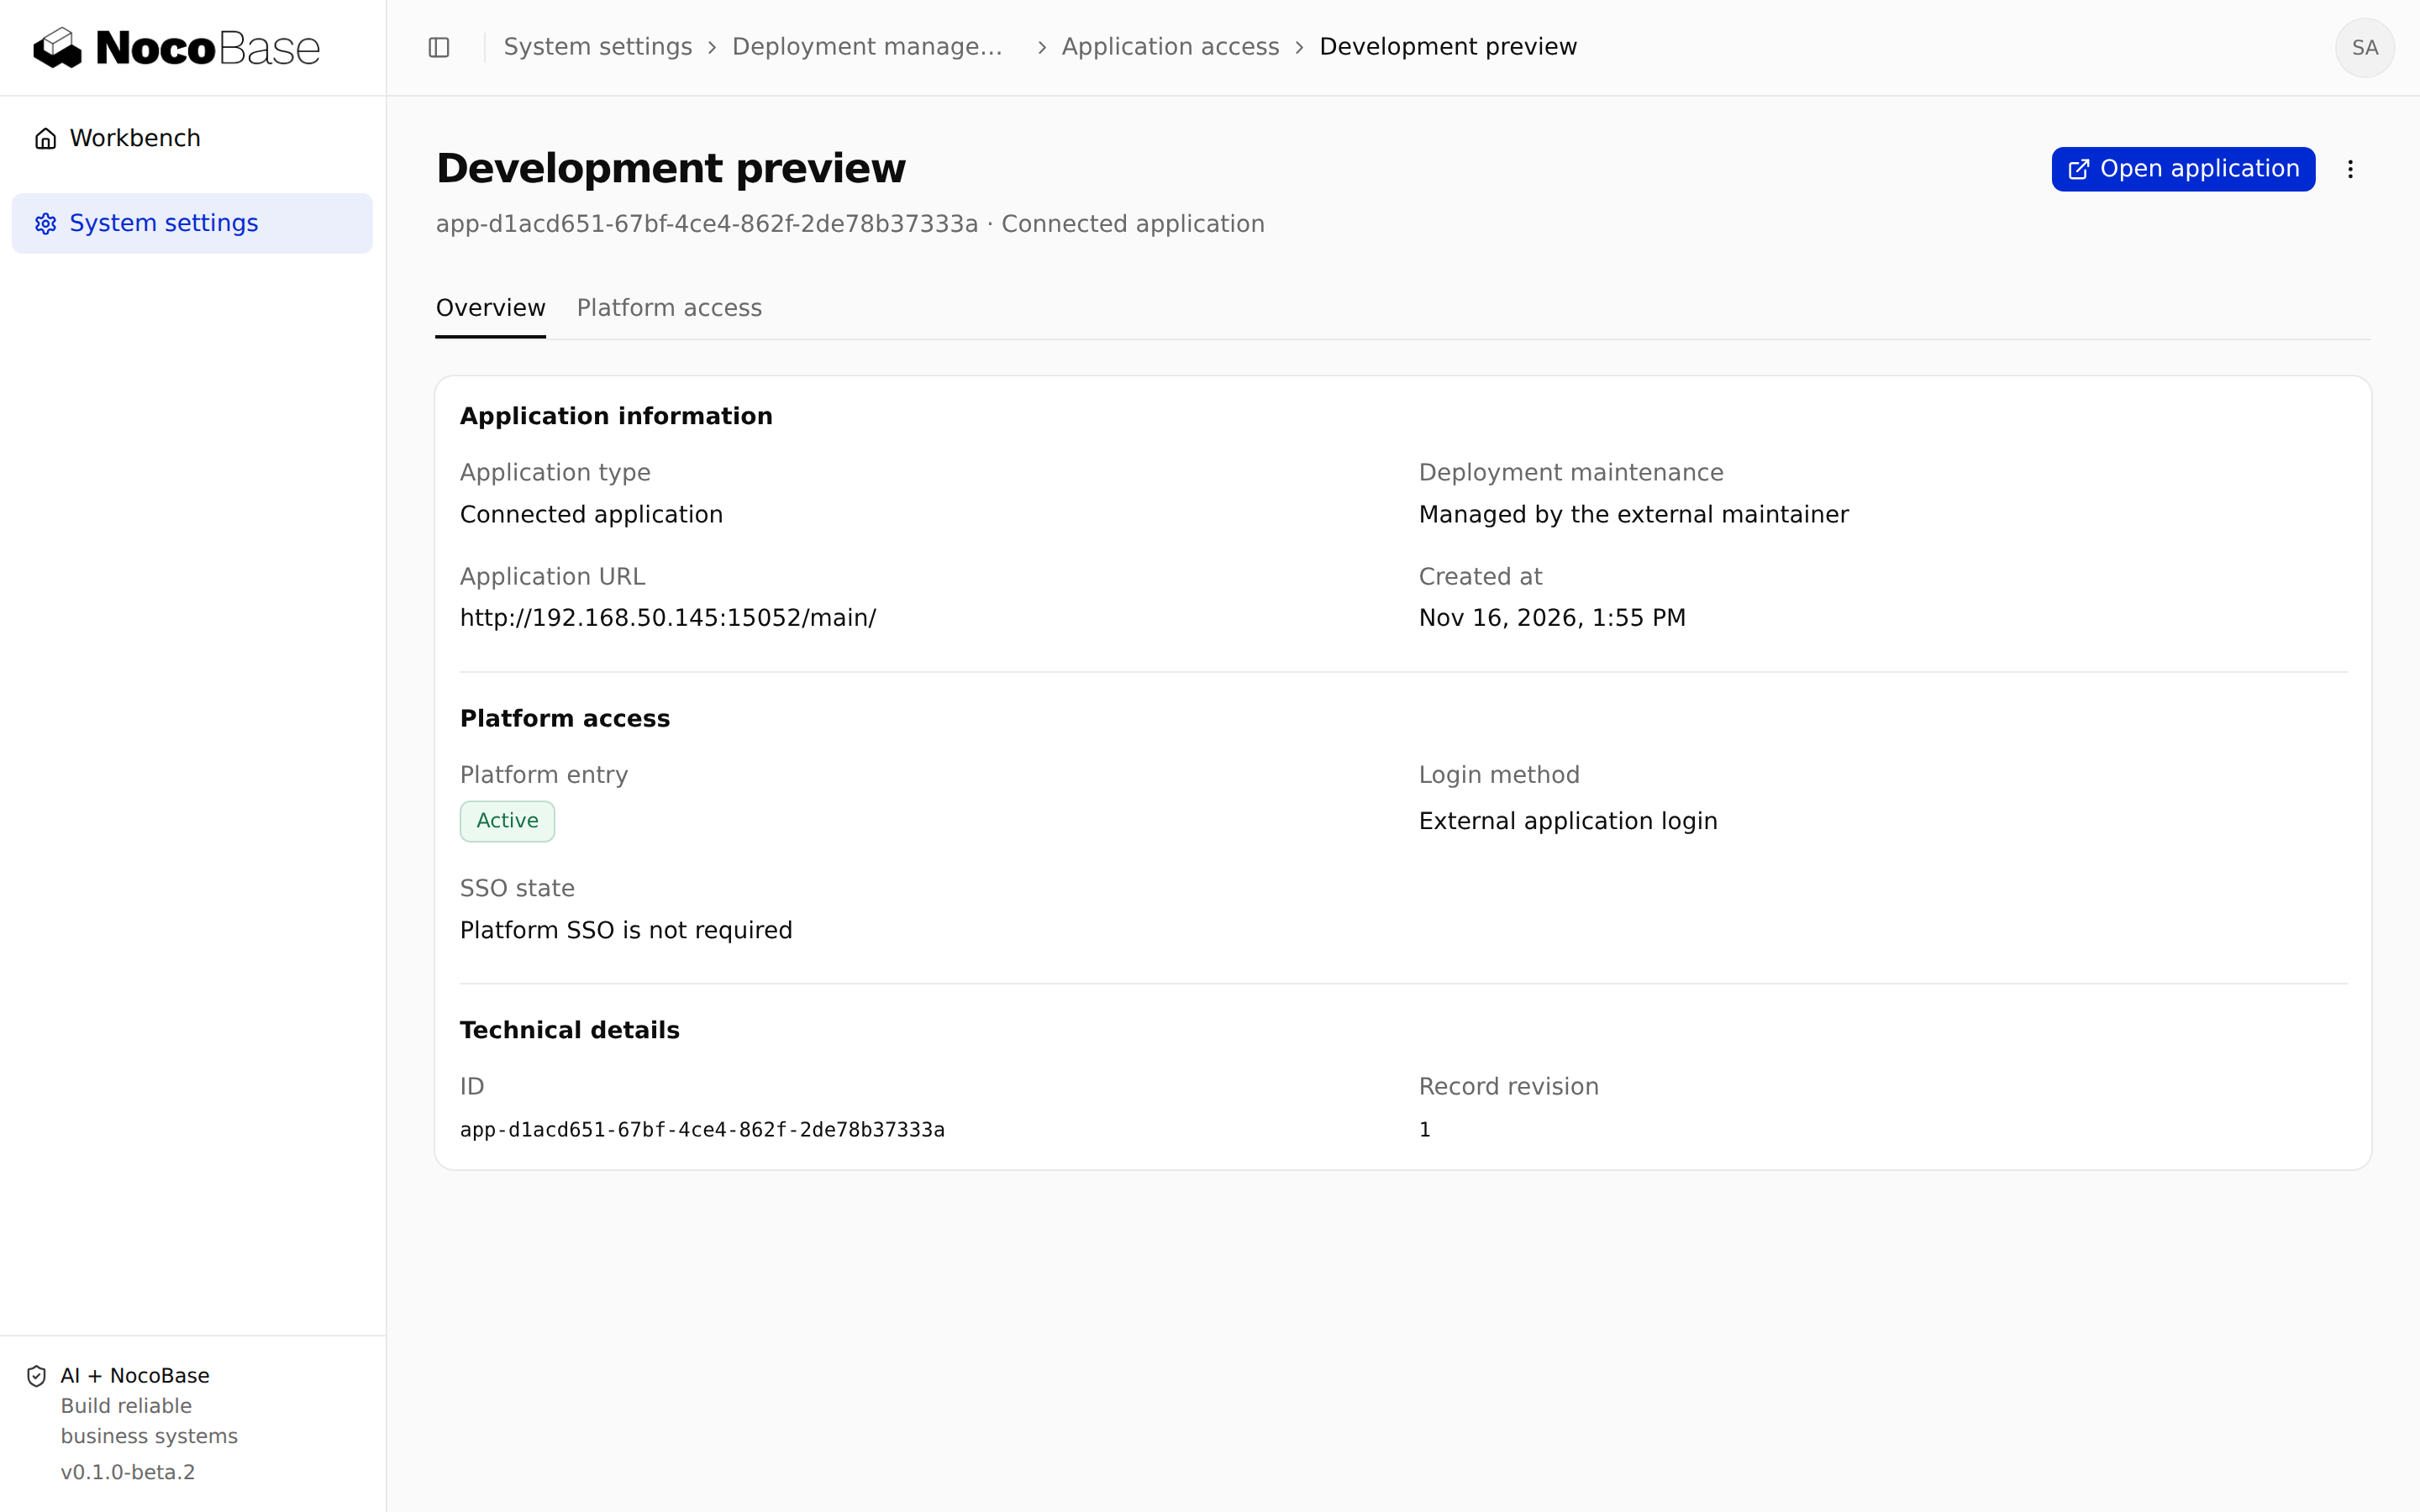 NocoBase
System settings > Deployment manage... > Application access > Development preview
SA
Workbench
System settings
Development preview
Open application
app-d1acd651-67bf-4ce4-862f-2de78b37333a · Connected application
Overview Platform access
Application information
Application type
Connected application
Deployment maintenance
Managed by the external maintainer
Application URL
http://192.168.50.145:15052/main/
Created at
Nov 16, 2026, 1:55 PM
Platform access
Platform entry
Active
Login method
External application login
SSO state
Platform SSO is not required
Technical details
ID
app-d1acd651-67bf-4ce4-862f-2de78b37333a
Record revision
1
AI + NocoBase
Build reliable
business systems
v0.1.0-beta.2